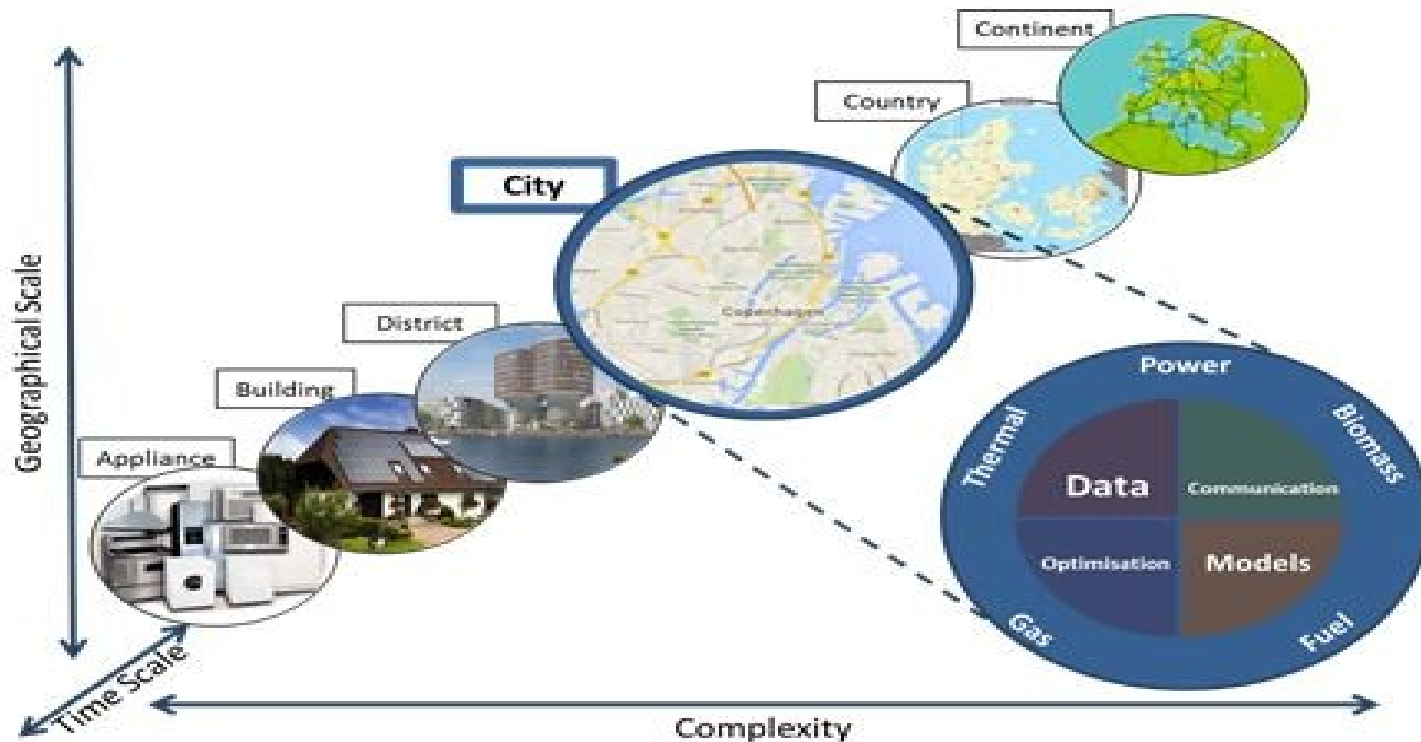 Continent
Country
City
District
Building
Appliance
Geographical Scale
Time Scale
Complexity
Copenhagen
Power
Thermal
Biomass
Data
Communication
Optimisation
Models
Gas
Fuel